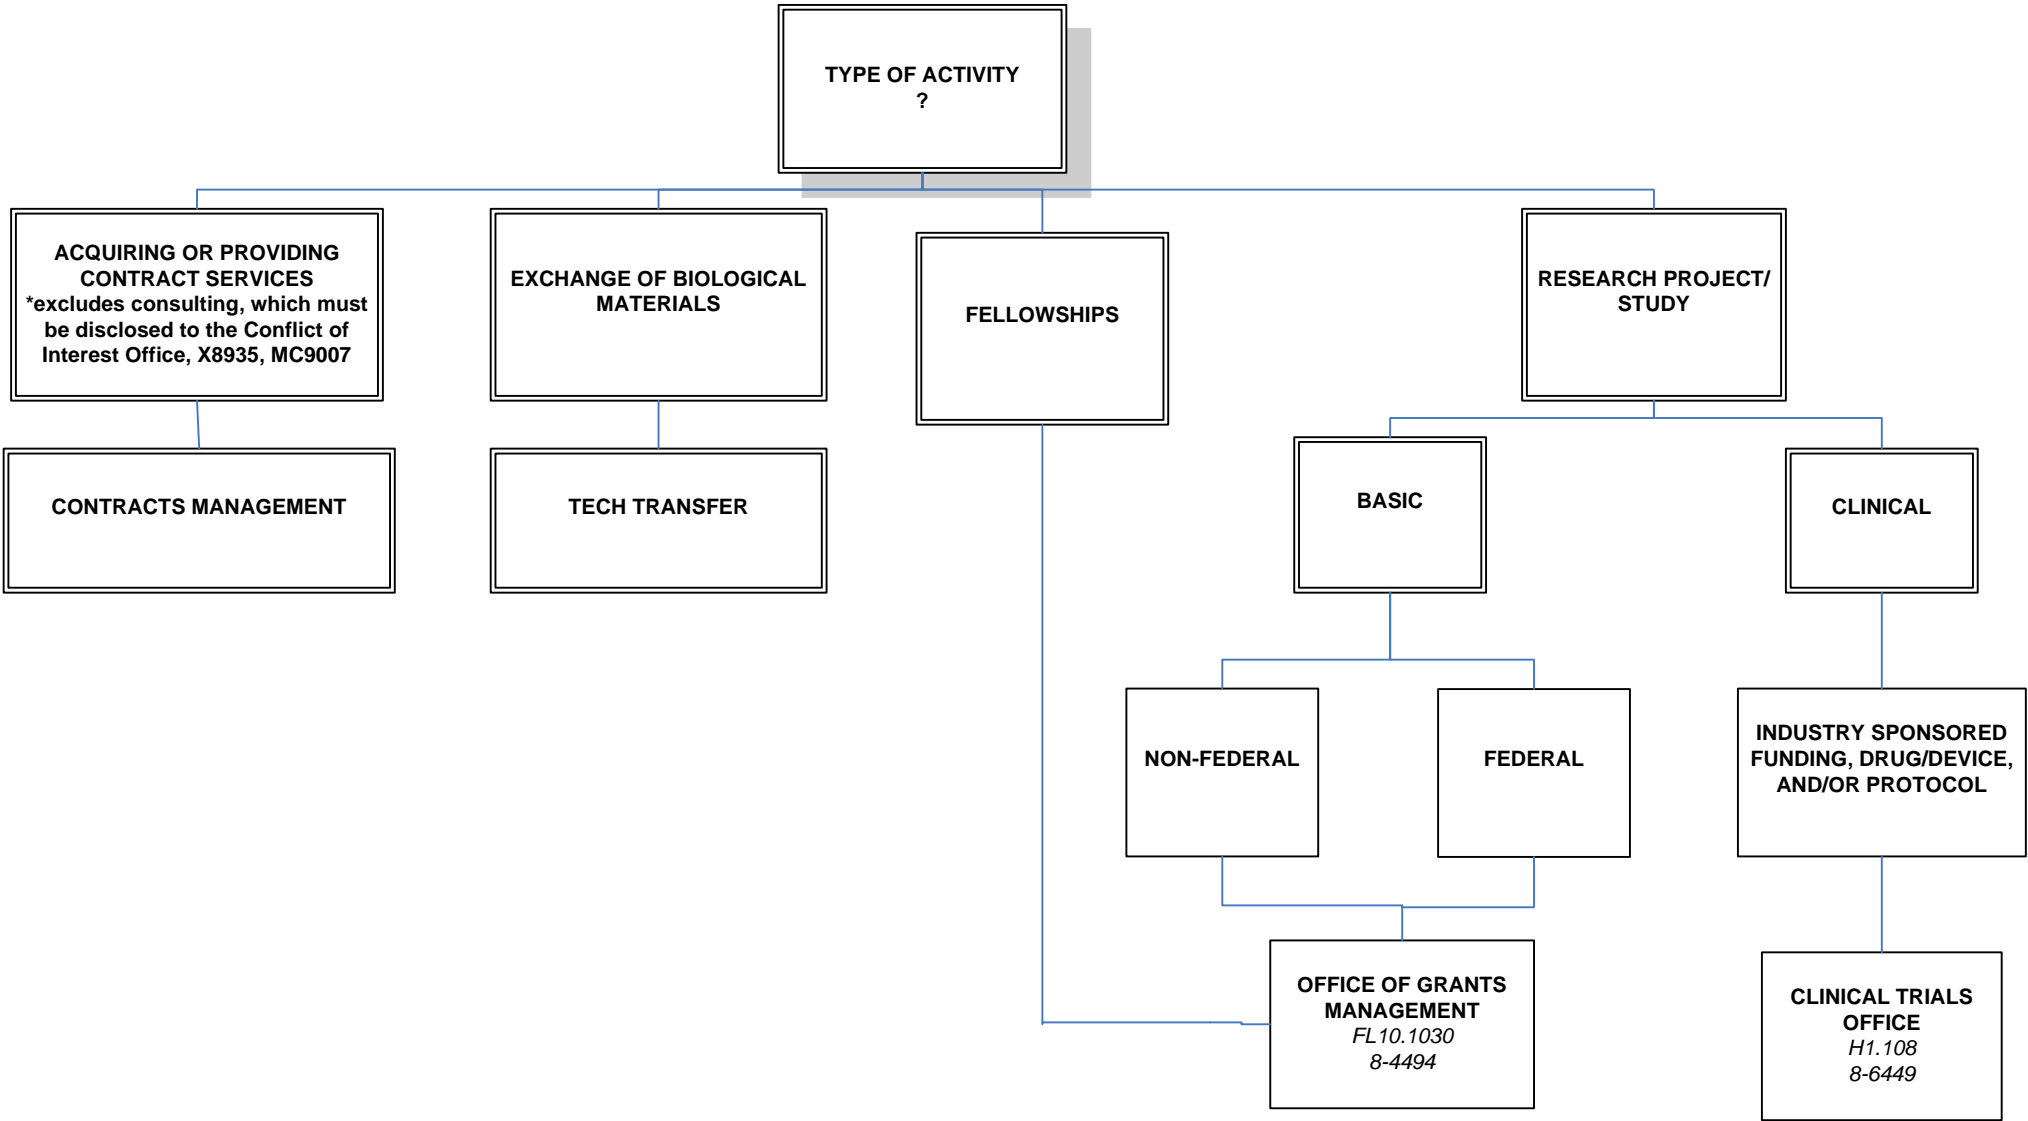 TYPE OF ACTIVITY
?
ACQUIRING OR PROVIDING
CONTRACT SERVICES
*excludes consulting, which must
be disclosed to the Conflict of
Interest Office, X8935, MC9007
EXCHANGE OF BIOLOGICAL
MATERIALS
FELLOWSHIPS
RESEARCH PROJECT/
STUDY
CONTRACTS MANAGEMENT
TECH TRANSFER
BASIC
CLINICAL
NON-FEDERAL
FEDERAL
INDUSTRY SPONSORED
FUNDING, DRUG/DEVICE,
AND/OR PROTOCOL
OFFICE OF GRANTS
MANAGEMENT
FL10.1030
8-4494
CLINICAL TRIALS
OFFICE
H1.108
8-6449